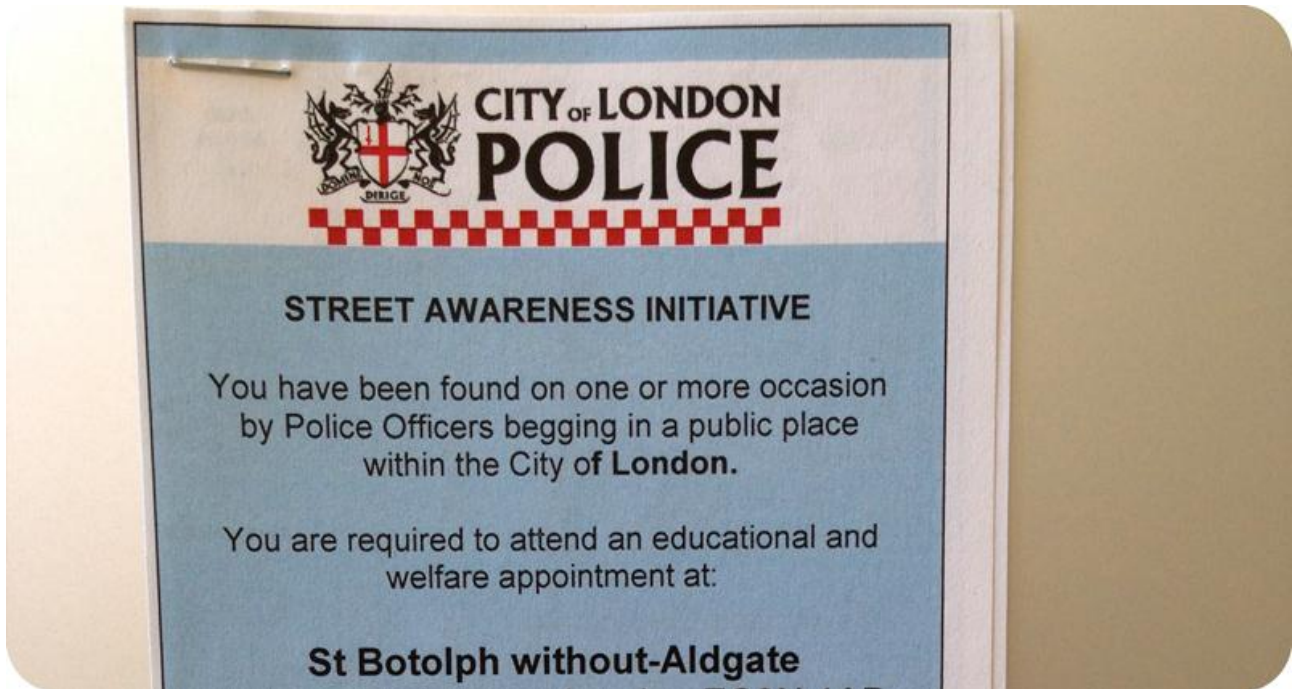 CITY OF LONDON
POLICE
DOMINE DIRIGE NOS
STREET AWARENESS INITIATIVE
You have been found on one or more occasion
by Police Officers begging in a public place
within the City of London.
You are required to attend an educational and
welfare appointment at:
St Botolph without-Aldgate